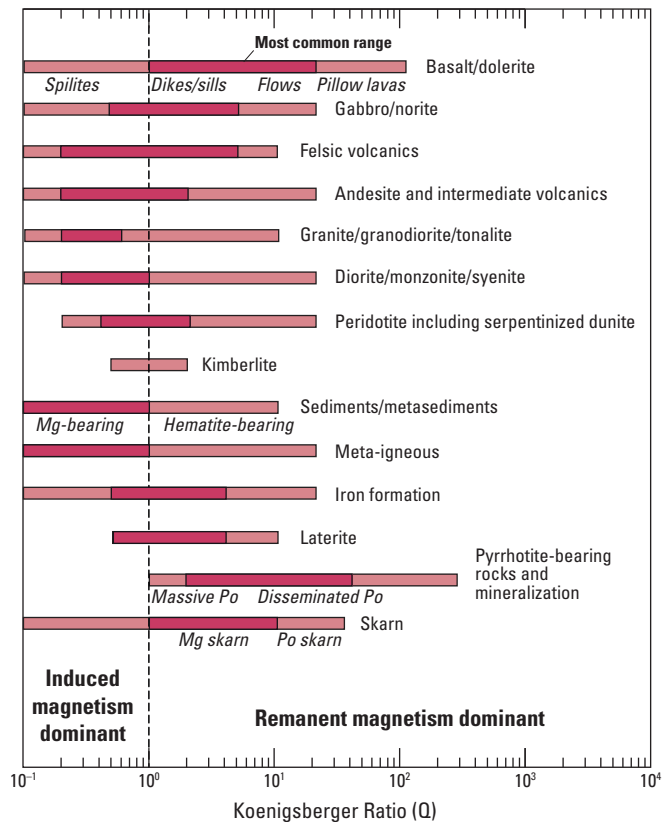 Most common range
Basalt/dolerite
Spilites Dikes/sills Flows Pillow lavas
Gabbro/norite
Felsic volcanics
Andesite and intermediate volcanics
Granite/granodiorite/tonalite
Diorite/monzonite/syenite
Peridotite including serpentinized dunite
Kimberlite
Sediments/metasediments
Mg-bearing Hematite-bearing
Meta-igneous
Iron formation
Laterite
Pyrrhotite-bearing
rocks and
mineralization
Massive Po Disseminated Po
Skarn
Mg skarn Po skarn
Induced
magnetism
dominant
Remanent magnetism dominant
10⁻¹ 10⁰ 10¹ 10² 10³ 10⁴
Koenigsberger Ratio (Q)